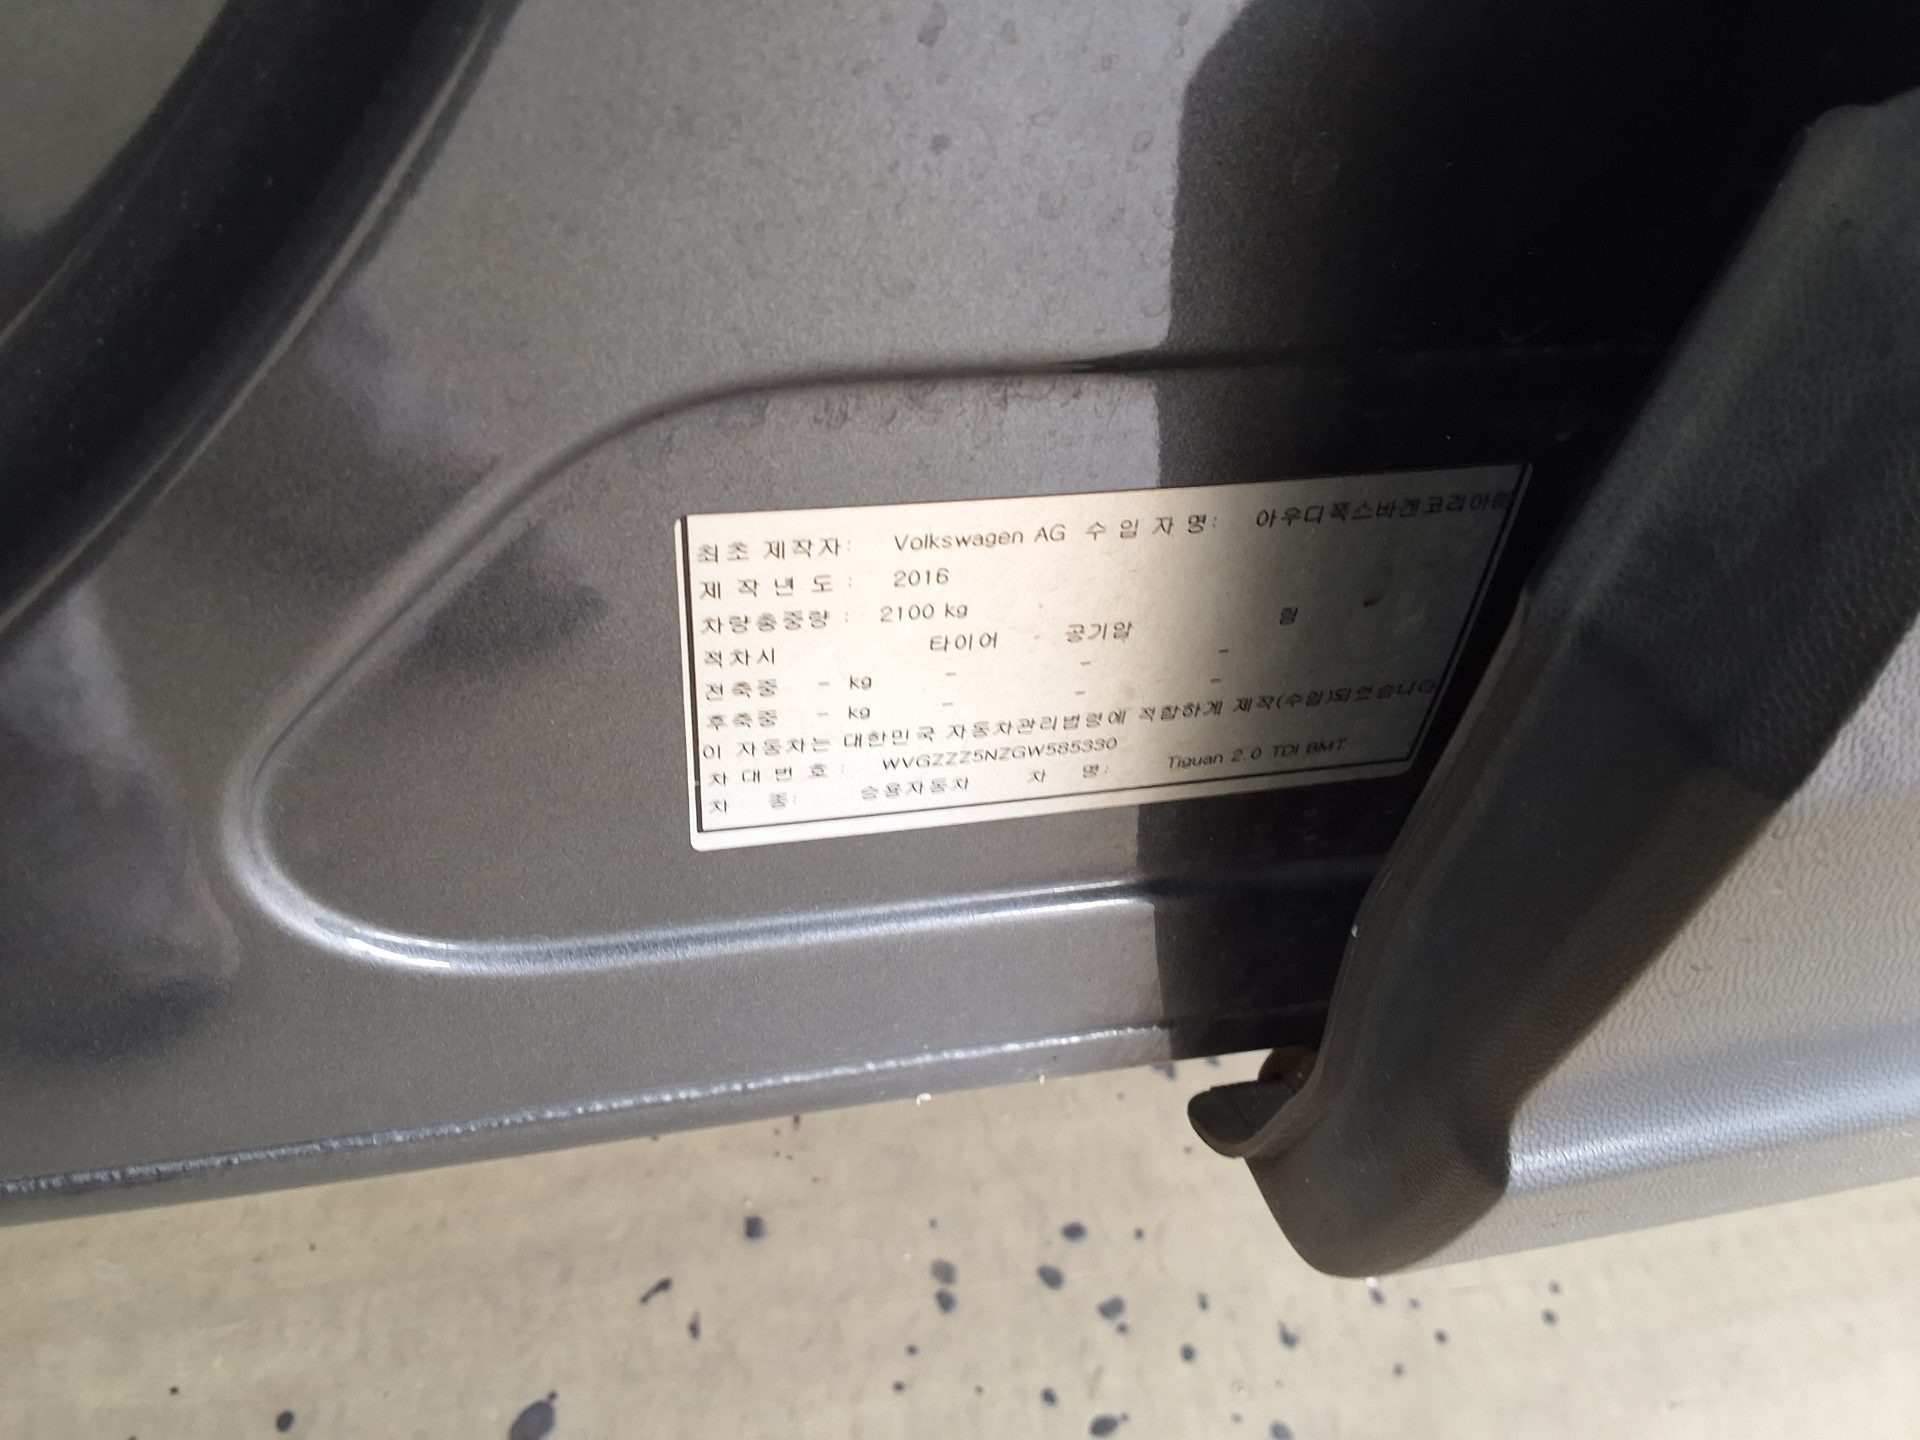 최초 제작자: Volkswagen AG 수 입 자 명: 아우디폭스바겐코리아㈜
제 작 년 도 : 2016
차량총중량 : 2100 kg
적차시 타이어 공기압 림
전축중 - kg - - -
후축중 - kg - - -
이 자동차는 대한민국 자동차관리법령에 적합하게 제작(수입)되었습니다
차 대 번 호 : WVGZZZ5NZGW585330
차 종: 승용자동차 차 명: Tiguan 2.0 TDI BMT